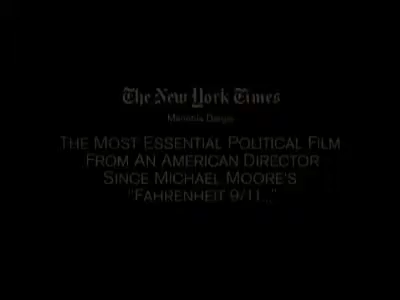 The New York Times
Manohla Dargis
THE MOST ESSENTIAL POLITICAL FILM
FROM AN AMERICAN DIRECTOR
SINCE MICHAEL MOORE'S
"FAHRENHEIT 9/11..."